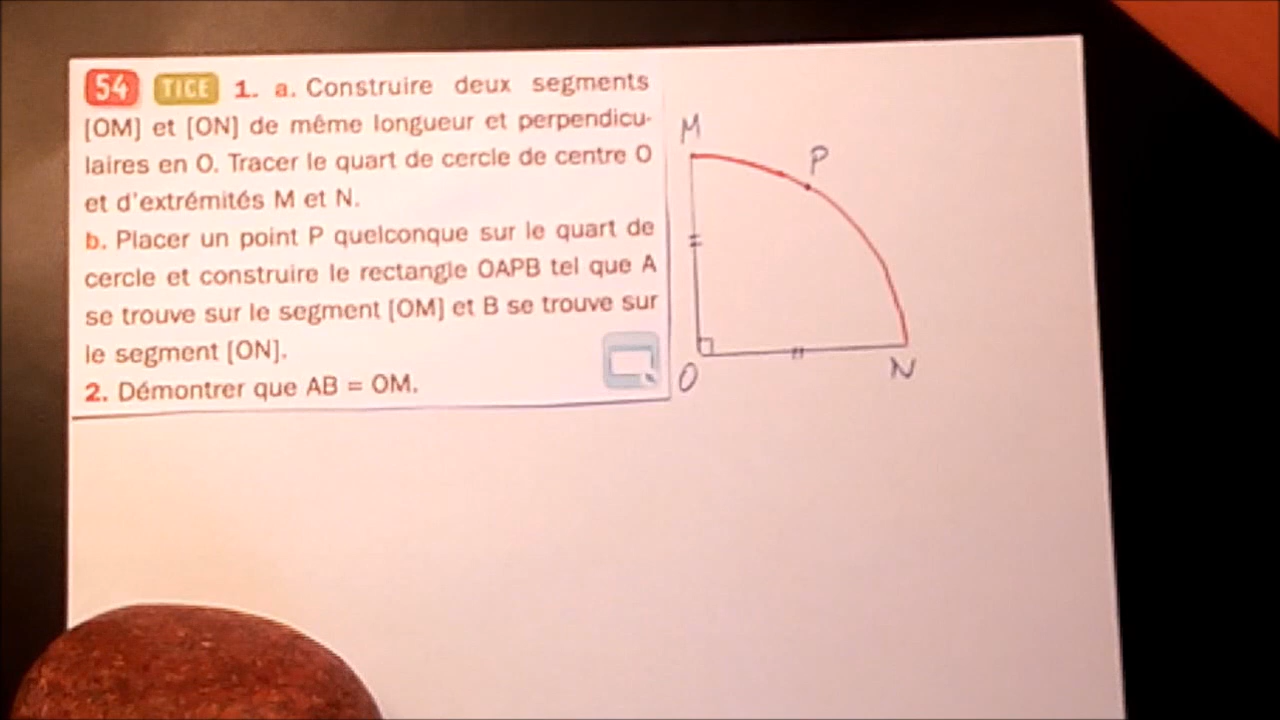 54 TICE 1. a. Construire deux segments
[OM] et [ON] de même longueur et perpendicu-
laires en O. Tracer le quart de cercle de centre O
et d'extrémités M et N.
b. Placer un point P quelconque sur le quart de
cercle et construire le rectangle OAPB tel que A
se trouve sur le segment [OM] et B se trouve sur
le segment [ON].
2. Démontrer que AB = OM.
M
P
O
N